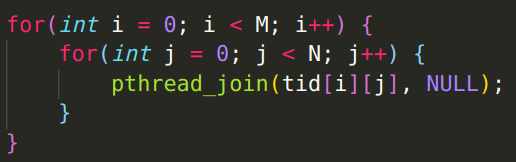 for(int i = 0; i < M; i++) {
    for(int j = 0; j < N; j++) {
        pthread_join(tid[i][j], NULL);
    }
}